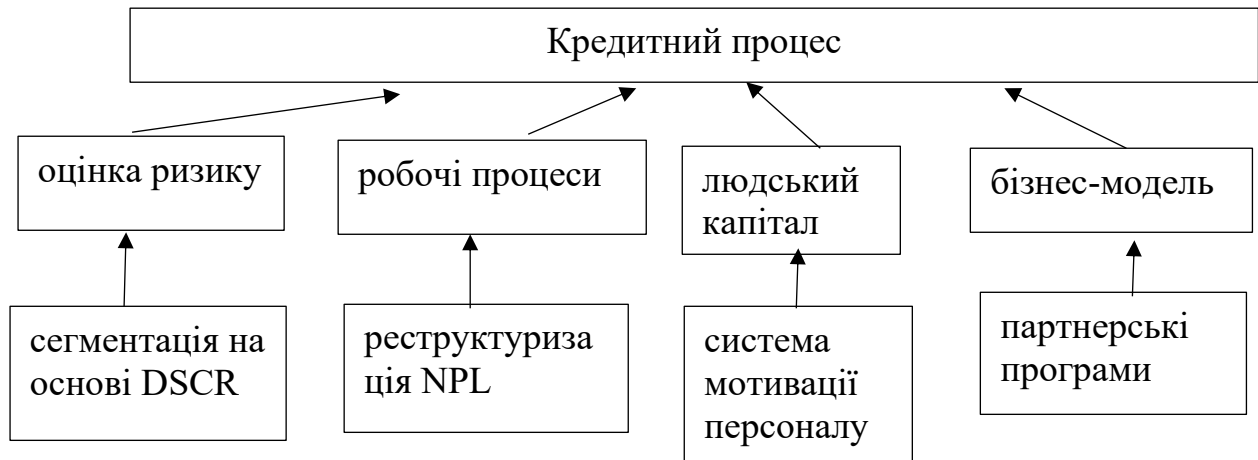 Кредитний процес
оцінка ризику
робочі процеси
людський
капітал
бізнес-модель
сегментація на
основі DSCR
реструктуриза
ція NPL
система
мотивації
персоналу
партнерські
програми